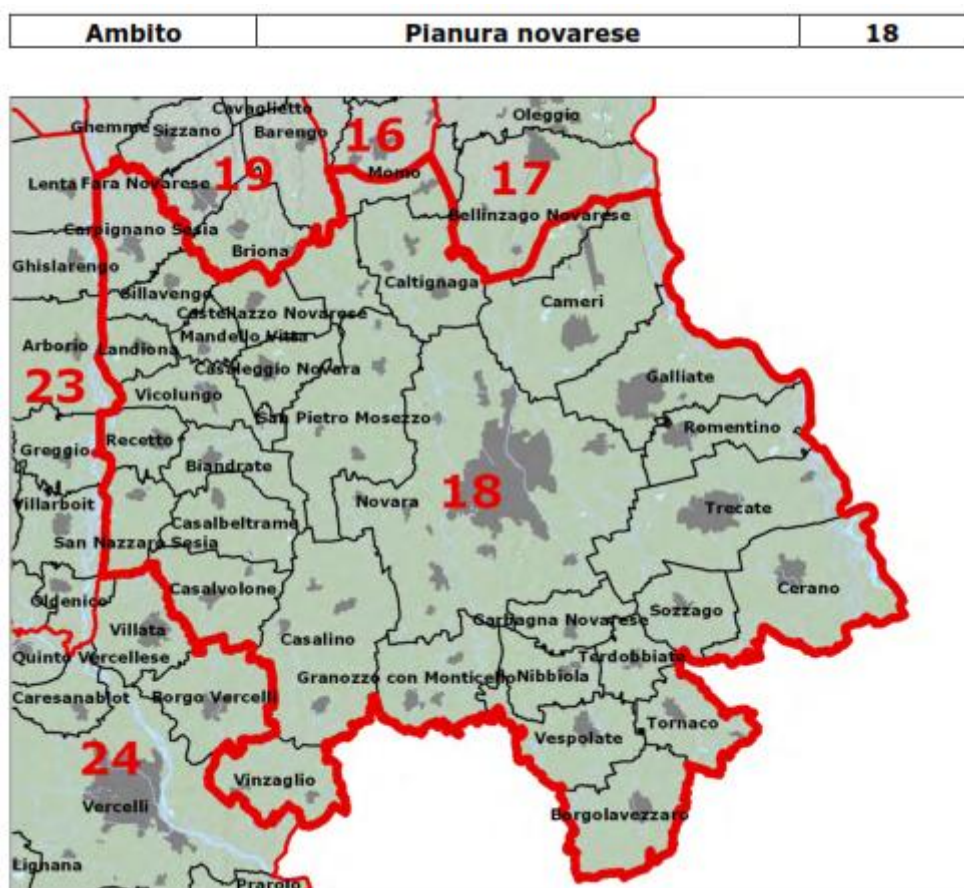 Ambito Pianura novarese 18
Cavaglietto
Oleggio
Ghemme Sizzano Barengo 16
Momo
Lenta Fara Novarese 19 17
Bellinzago Novarese
Carpignano Sesia
Briona
Ghislarengo
Caltignaga
Sillavengo Cameri
Castellazzo Novarese
Mandello Vitta
Arborio Landiona
Casaleggio Novara
23 Galliate
Vicolungo
San Pietro Mosezzo
Romentino
Recetto
Greggio
Biandrate
18
Villarboit Novara
Trecate
Casalbeltrame
San Nazzaro Sesia
Casalvolone Cerano
Oldenico
Sozzago
Garbagna Novarese
Villata
Casalino
Quinto Vercellese Terdobbiate
Granozzo con Monticello Nibbiola
Caresanablot Borgo Vercelli
Tornaco
Vespolate
24
Vinzaglio
Vercelli
Borgolavezzaro
Lignana
Prarolo